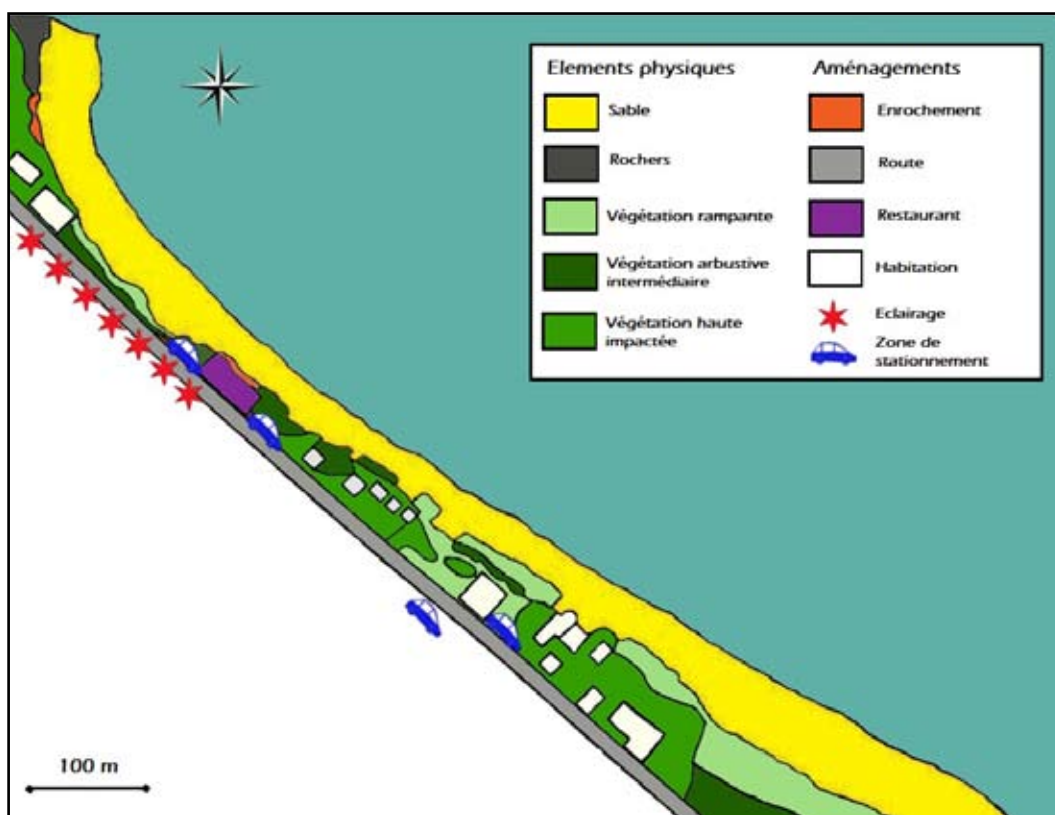 Elements physiques
Sable
Rochers
Végétation rampante
Végétation arbustive
intermédiaire
Végétation haute
impactée
Aménagements
Enrochement
Route
Restaurant
Habitation
Eclairage
Zone de
stationnement
100 m